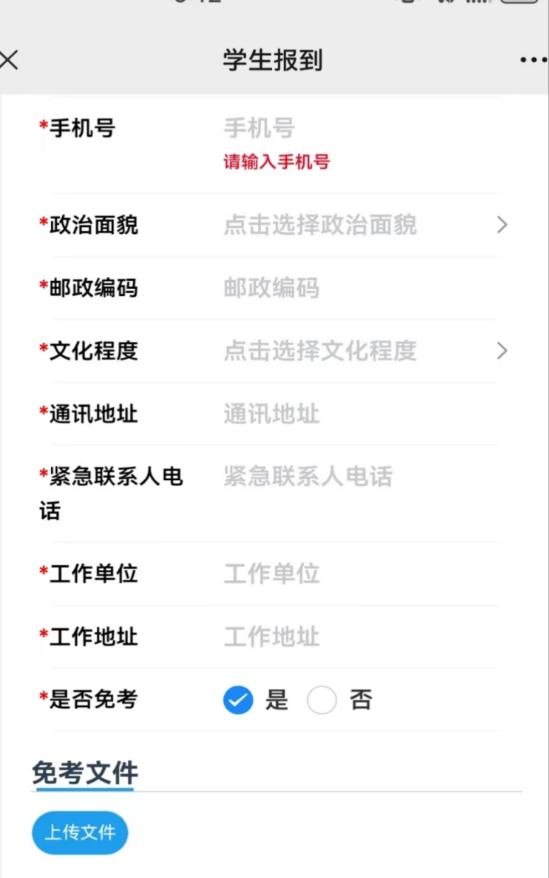 学生报到
*手机号 手机号
请输入手机号
*政治面貌 点击选择政治面貌
*邮政编码 邮政编码
*文化程度 点击选择文化程度
*通讯地址 通讯地址
*紧急联系人电 紧急联系人电话
话
*工作单位 工作单位
*工作地址 工作地址
*是否免考 是 否
免考文件
上传文件